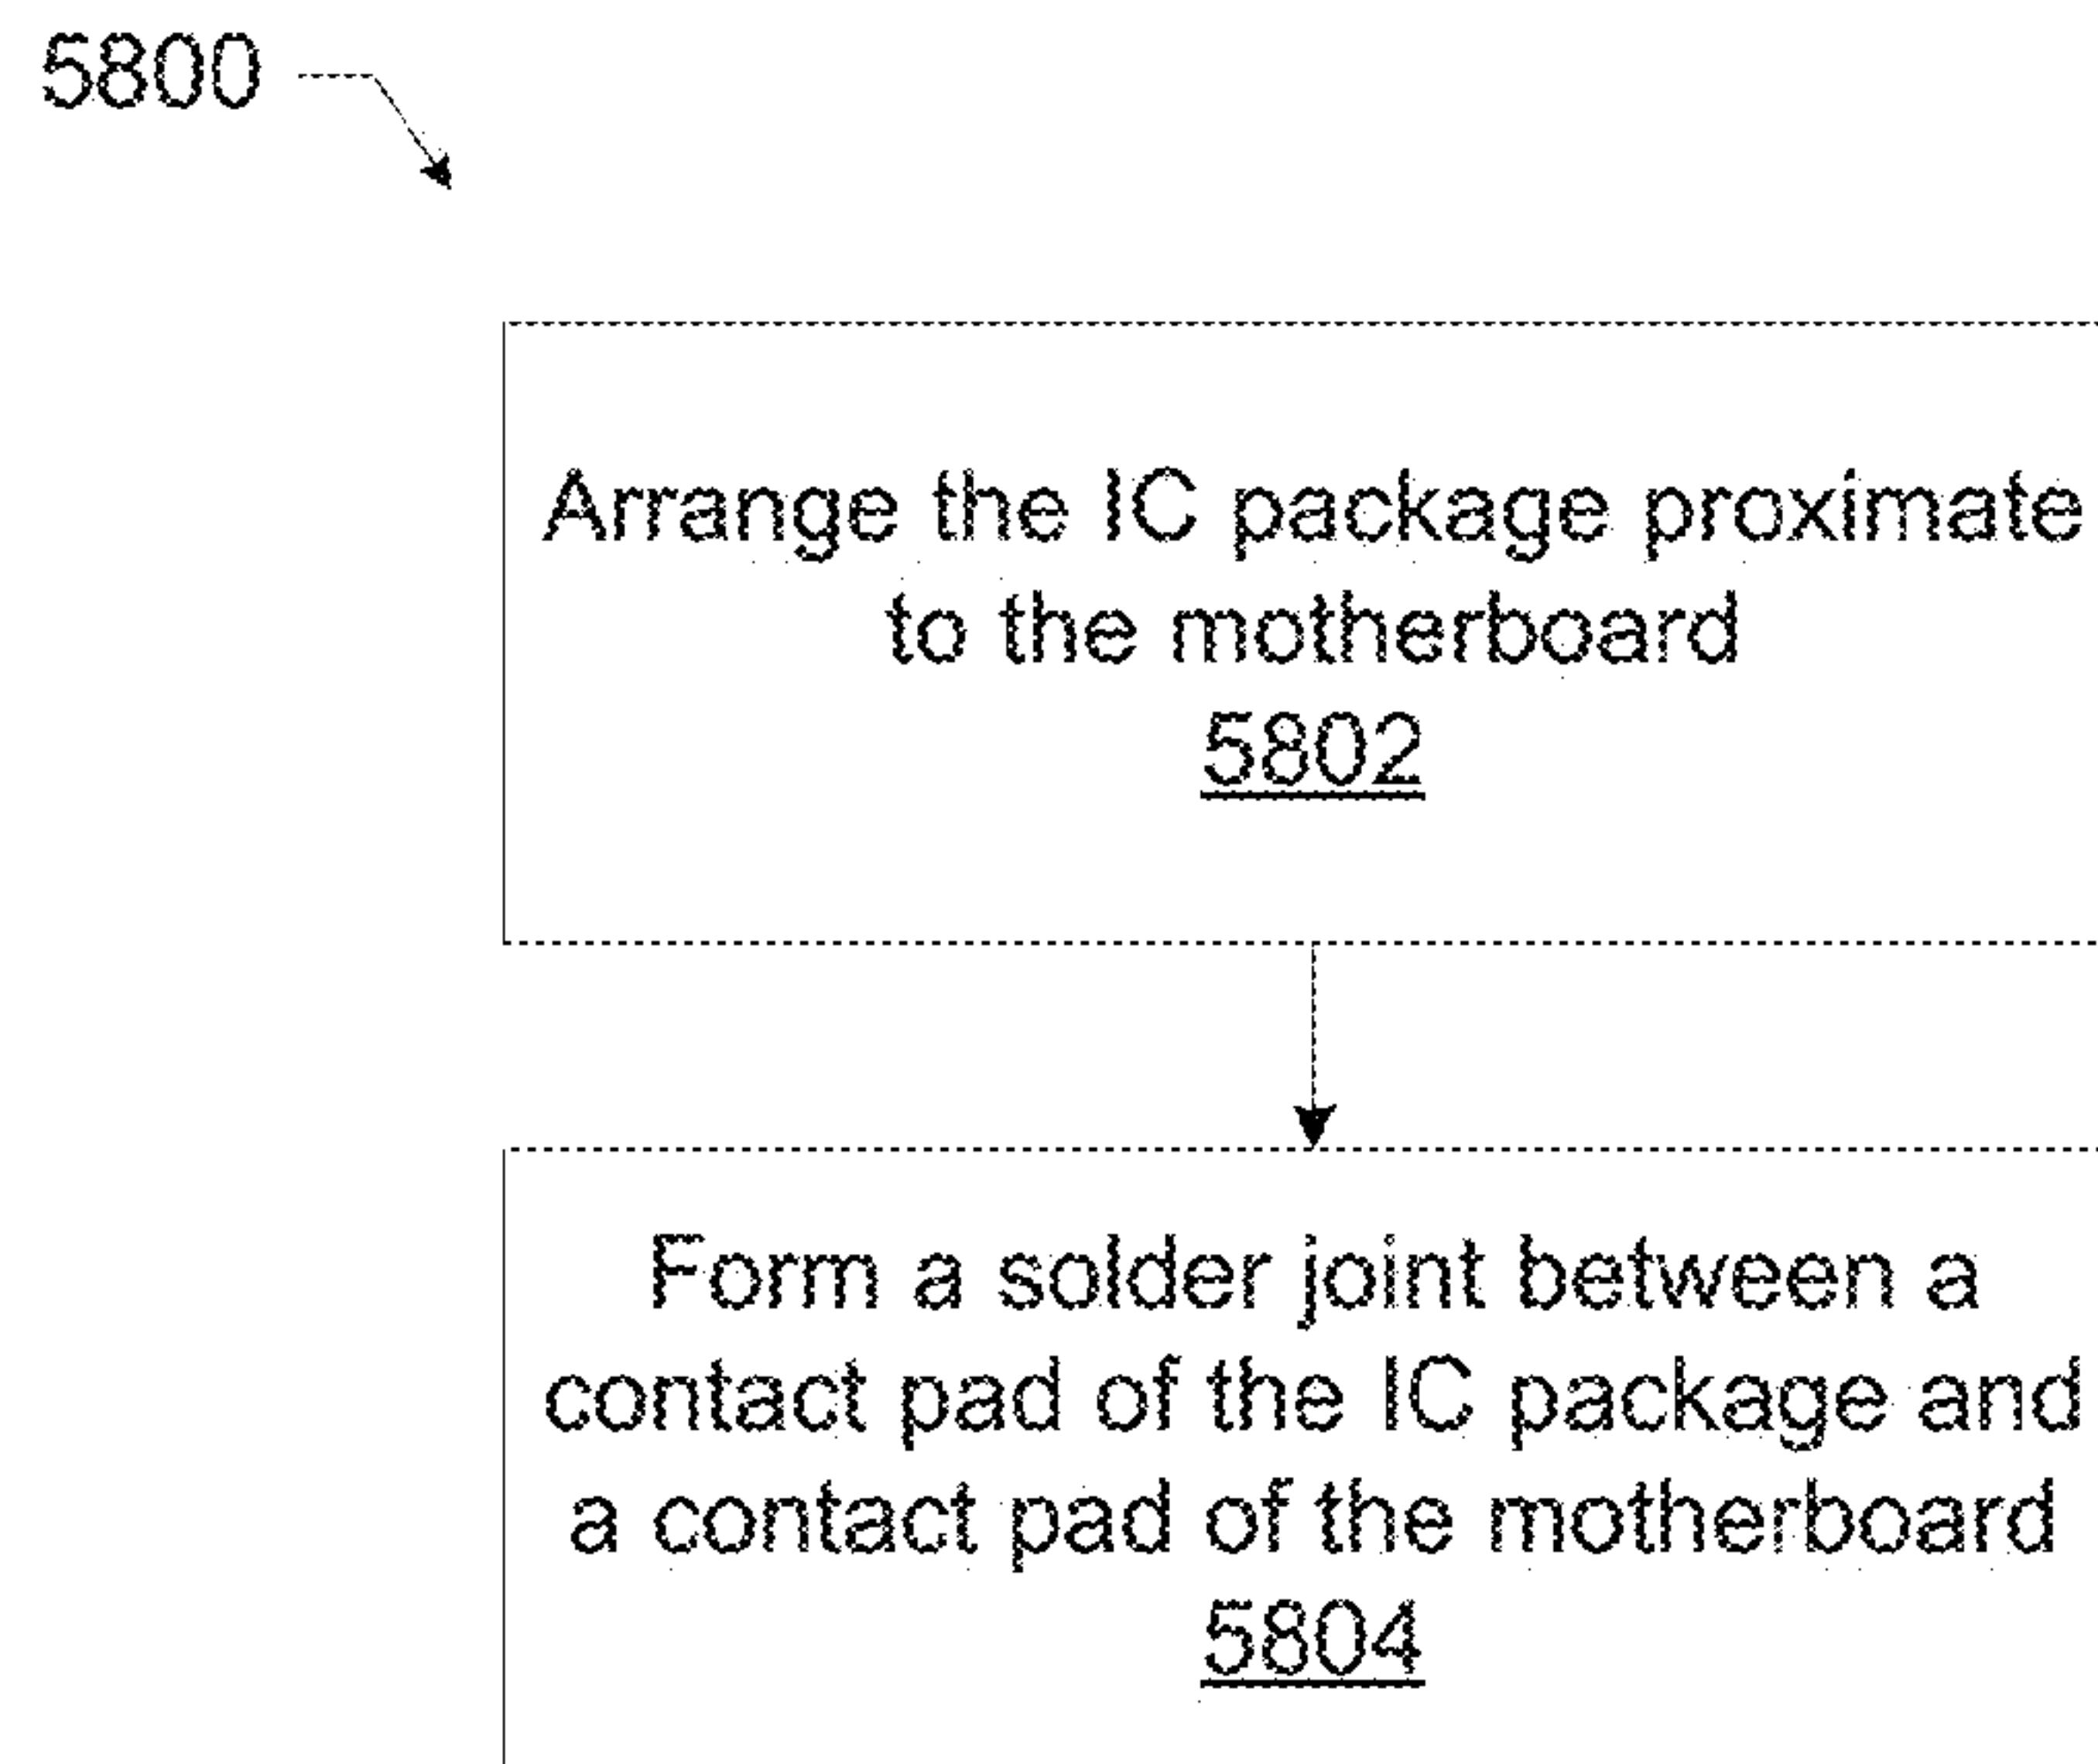 5800
Arrange the IC package proximate
to the motherboard
5802
Form a solder joint between a
contact pad of the IC package and
a contact pad of the motherboard
5804